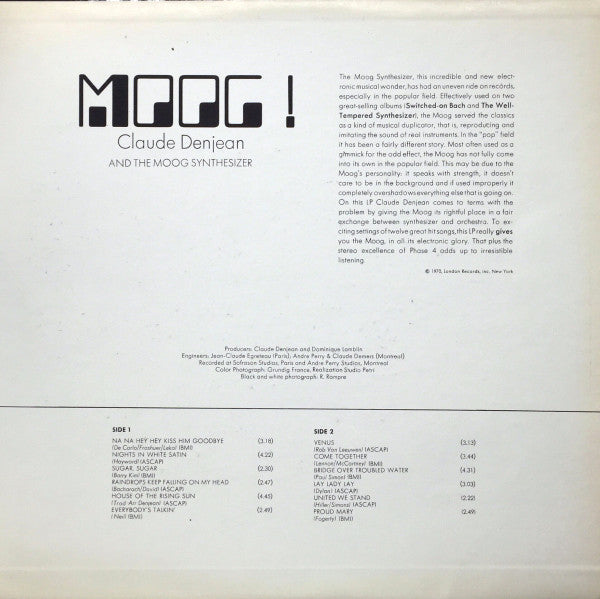 MOOG!
Claude Denjean
AND THE MOOG SYNTHESIZER
The Moog Synthesizer, this incredible and new elect-
ronic musical wonder, has had an uneven ride on records,
especially in the popular field. Effectively used on two
great-selling albums (Switched-on Bach and The Well-
Tempered Synthesizer), the Moog served the classics
as a kind of musical duplicator, that is, reproducing and
imitating the sound of real instruments. In the "pop" field
it has been a fairly different story. Most often used as a
gimmick for the odd effect, the Moog has not fully come
into its own in the popular field. This may be due to the
Moog's personality: it speaks with strength, it doesn't
care to be in the background and if used improperly it
completely overshadows everything else that is going on.
On this LP Claude Denjean comes to terms with the
problem by giving the Moog its rightful place in a fair
exchange between synthesizer and orchestra. To ex-
citing settings of twelve great hit songs, this LP really gives
you the Moog, in all its electronic glory. That plus the
stereo excellence of Phase 4 adds up to irresistible
listening.
© 1970, London Records, Inc. New York
Producers: Claude Denjean and Dominique Lamblin
Engineers: Jean-Claude Egreteau (Paris), Andre Perry & Claude Demers (Montreal)
Recorded at Sofrason Studios, Paris and Andre Perry Studios, Montreal
Color Photograph: Grundig France, Realization Studio Petri
Black and white photograph: R. Rompre
SIDE 1
NA NA HEY HEY KISS HIM GOODBYE (3.18)
(De Carlo/Frashuer/Leka) (BMI)
NIGHTS IN WHITE SATIN (4.22)
(Hayward) (ASCAP)
SUGAR, SUGAR (2.30)
(Barry Kim) (BMI)
RAINDROPS KEEP FALLING ON MY HEAD (2.47)
(Bacharach/David) (ASCAP)
HOUSE OF THE RISING SUN (4.45)
(Trad Arr Denjean) (ASCAP)
EVERYBODY'S TALKIN' (2.49)
(Neil) (BMI)
SIDE 2
VENUS (3.13)
(Rob Van Leeuwen) (ASCAP)
COME TOGETHER (3.44)
(Lennon/McCartney) (BMI)
BRIDGE OVER TROUBLED WATER (4.31)
(Paul Simon) (BMI)
LAY LADY LAY (3.03)
(Dylan) (ASCAP)
UNITED WE STAND (2.22)
(Hiller/Simons) (ASCAP)
PROUD MARY (2.49)
(Fogerty) (BMI)